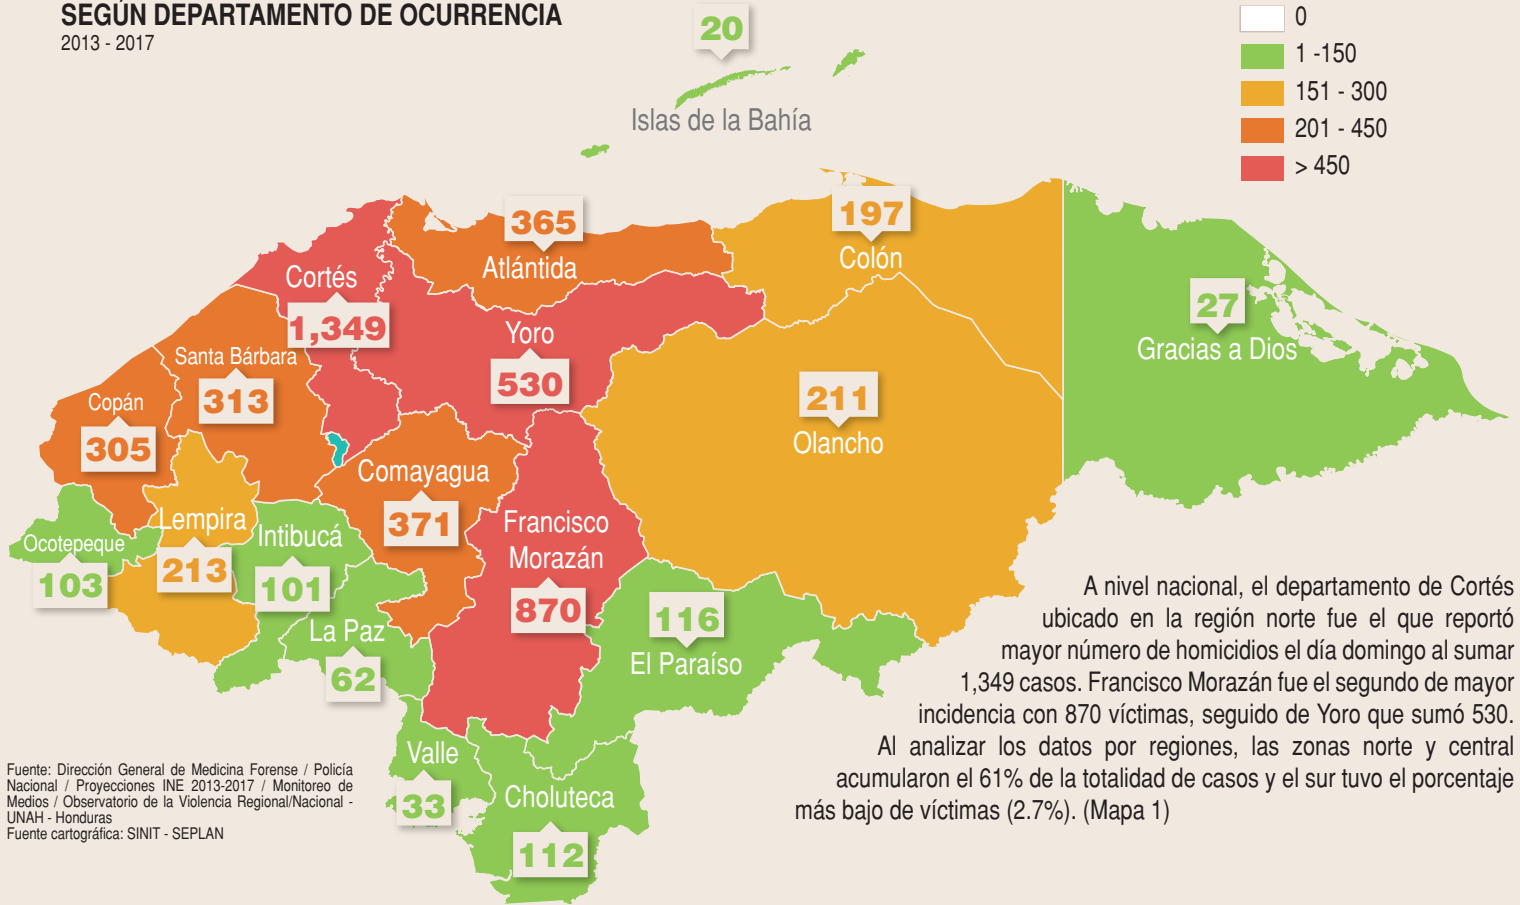 SEGÚN DEPARTAMENTO DE OCURRENCIA
2013 - 2017
0
1 -150
151 - 300
201 - 450
> 450
20
Islas de la Bahía
365
Atlántida
197
Colón
Cortés
1,349
Yoro
530
27
Gracias a Dios
Santa Bárbara
313
Copán
305
211
Olancho
Comayagua
371
Lempira
213
Intibucá
101
Ocotepeque
103
Francisco
Morazán
870
La Paz
62
116
El Paraíso
Valle
33
Choluteca
112
A nivel nacional, el departamento de Cortés
ubicado en la región norte fue el que reportó
mayor número de homicidios el día domingo al sumar
1,349 casos. Francisco Morazán fue el segundo de mayor
incidencia con 870 víctimas, seguido de Yoro que sumó 530.
Al analizar los datos por regiones, las zonas norte y central
acumularon el 61% de la totalidad de casos y el sur tuvo el porcentaje
más bajo de víctimas (2.7%). (Mapa 1)
Fuente: Dirección General de Medicina Forense / Policía
Nacional / Proyecciones INE 2013-2017 / Monitoreo de
Medios / Observatorio de la Violencia Regional/Nacional -
UNAH - Honduras
Fuente cartográfica: SINIT - SEPLAN